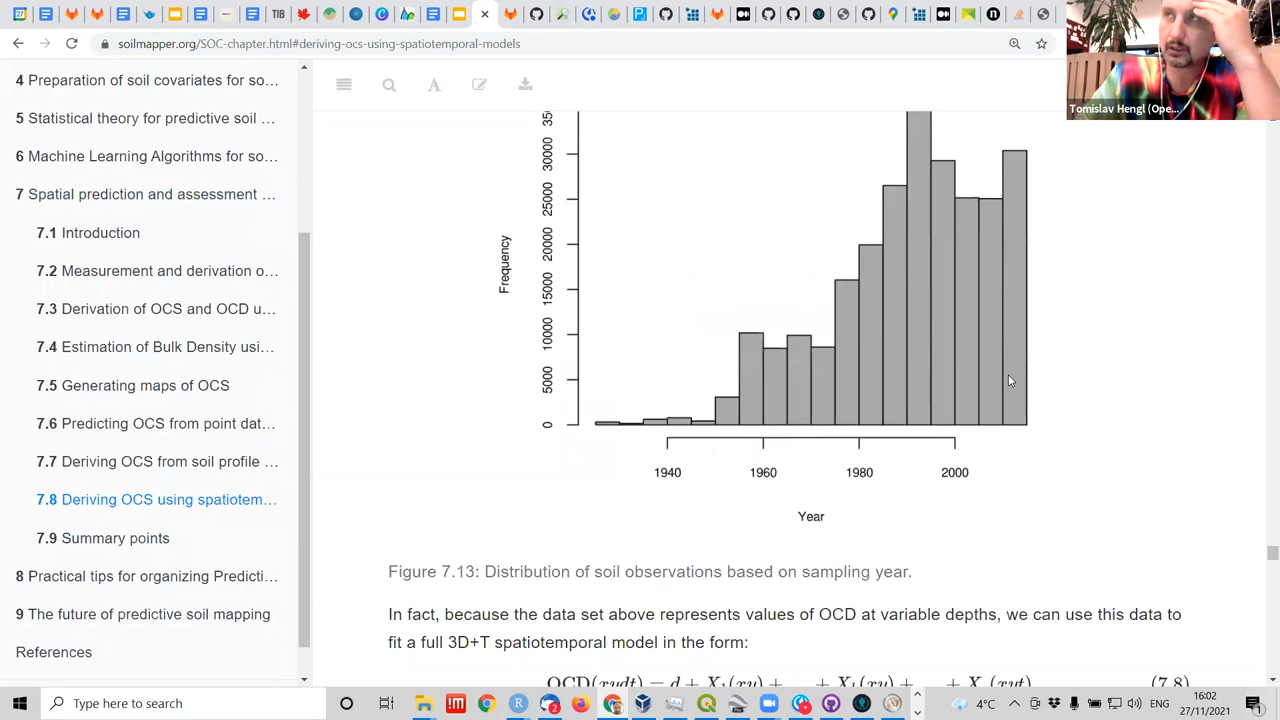 TIB
soilmapper.org/SOC-chapter.html#deriving-ocs-using-spatiotemporal-models
Tomislav Hengl (Ope...
4 Preparation of soil covariates for so...
5 Statistical theory for predictive soil ...
6 Machine Learning Algorithms for so...
7 Spatial prediction and assessment ...
7.1 Introduction
7.2 Measurement and derivation o...
7.3 Derivation of OCS and OCD u...
7.4 Estimation of Bulk Density usi...
7.5 Generating maps of OCS
7.6 Predicting OCS from point dat...
7.7 Deriving OCS from soil profile ...
7.8 Deriving OCS using spatiotem...
7.9 Summary points
8 Practical tips for organizing Predicti...
9 The future of predictive soil mapping
References
30000
25000
20000
15000
10000
5000
0
Frequency
1940 1960 1980 2000
Year
Figure 7.13: Distribution of soil observations based on sampling year.
In fact, because the data set above represents values of OCD at variable depths, we can use this data to
fit a full 3D+T spatiotemporal model in the form:
Type here to search
4°C
ENG
16:02
27/11/2021